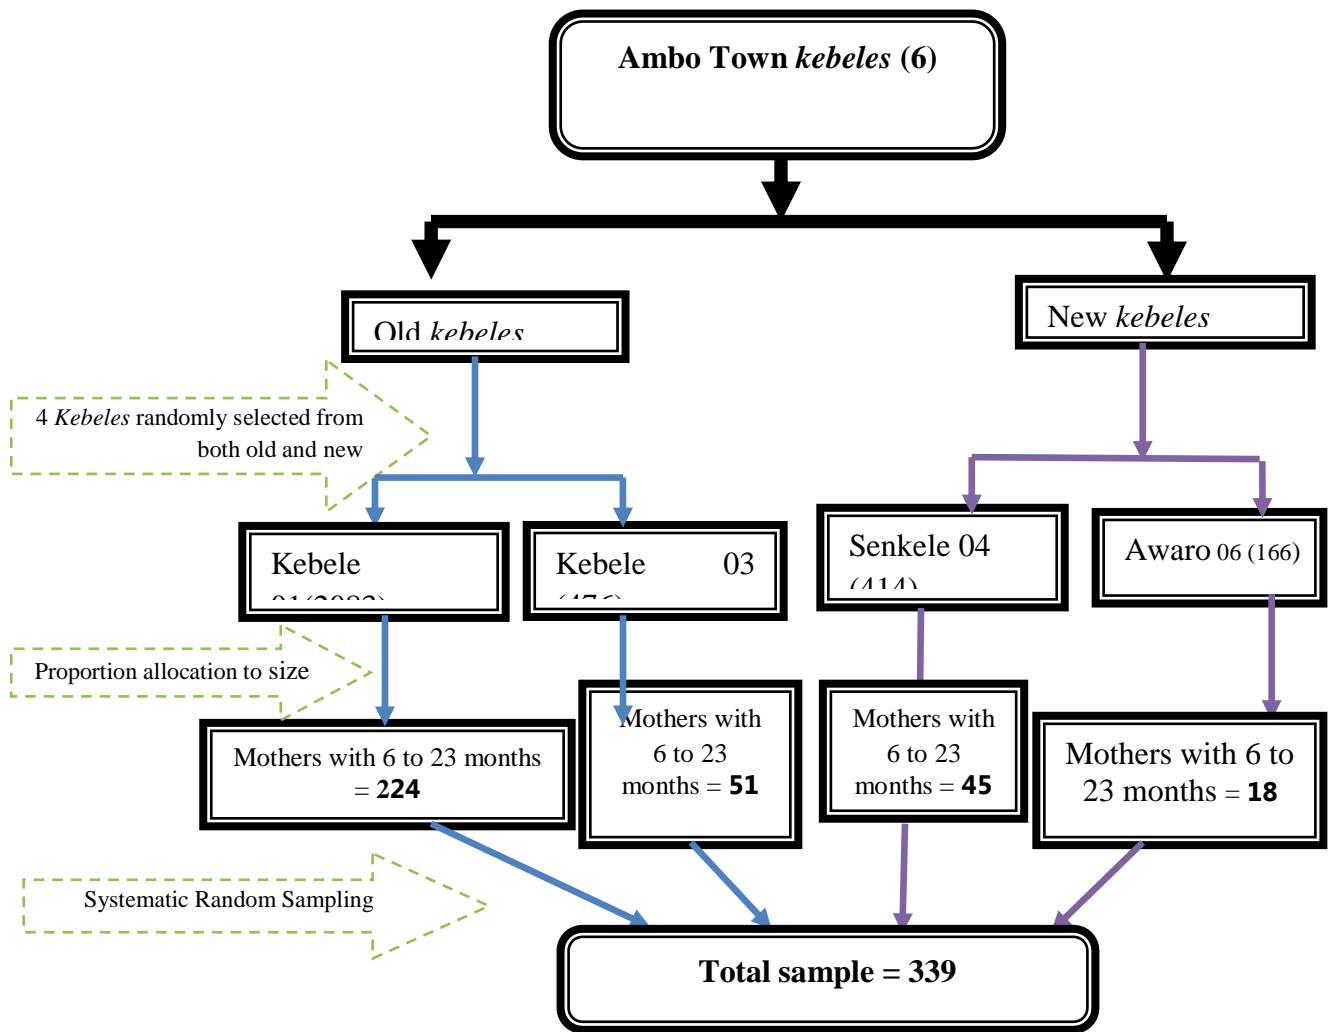 Ambo Town kebeles (6)
Old kebeles
New kebeles
4 Kebeles randomly selected from
both old and new
Kebele
Kebele 03
Senkele 04
(414)
Awaro 06 (166)
Proportion allocation to size
Mothers with 6 to 23 months
= 224
Mothers with
6 to 23
months = 51
Mothers with
6 to 23
months = 45
Mothers with 6 to
23 months = 18
Systematic Random Sampling
Total sample = 339